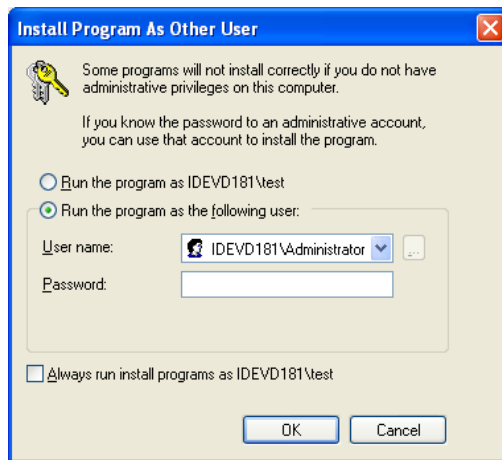 Install Program As Other User
Some programs will not install correctly if you do not have
administrative privileges on this computer.
If you know the password to an administrative account,
you can use that account to install the program.
Run the program as IDEVD181\test
Run the program as the following user:
User name:
IDEVD181\Administrator
...
Password:
Always run install programs as IDEVD181\test
OK
Cancel